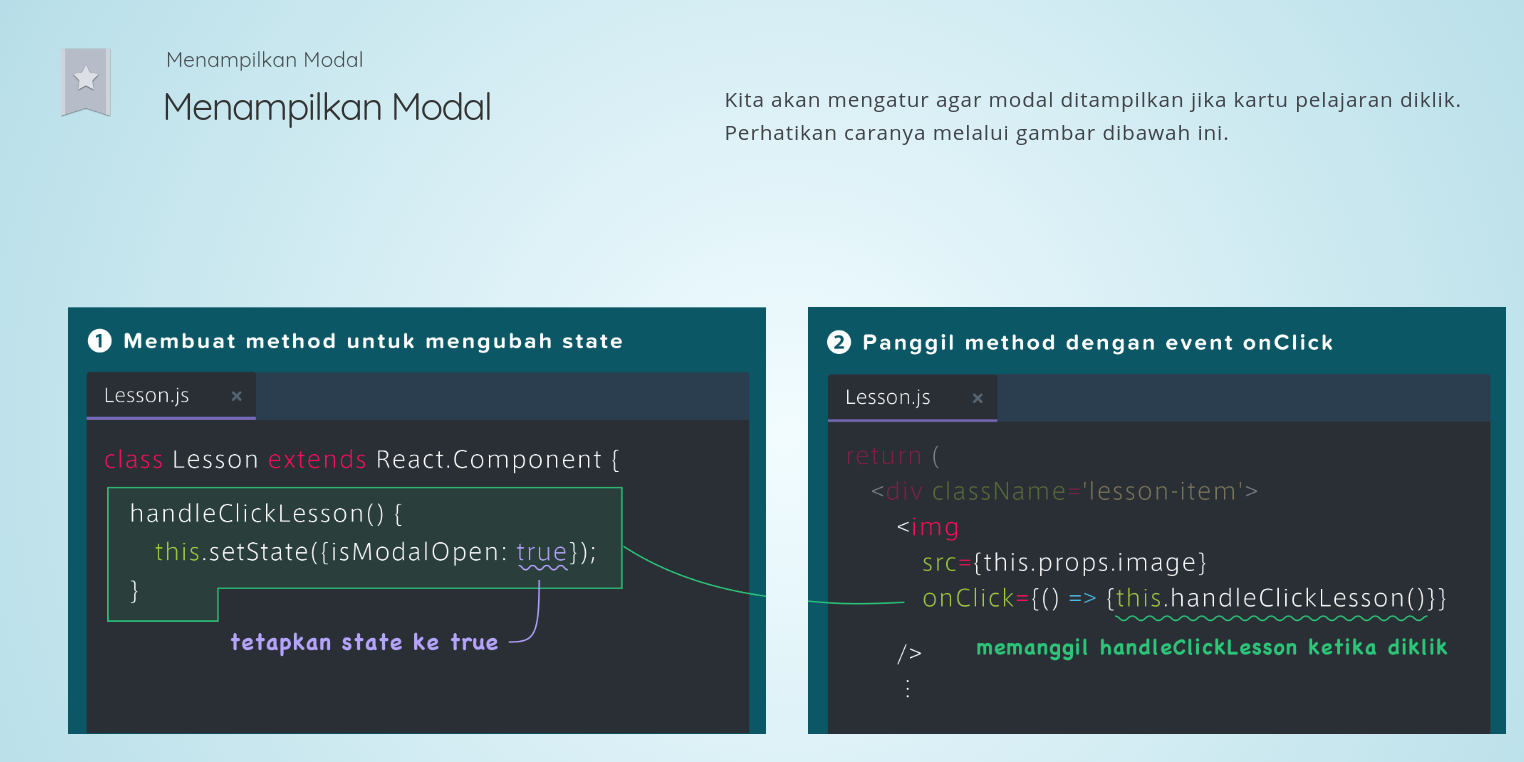 Menampilkan Modal
Menampilkan Modal
Kita akan mengatur agar modal ditampilkan jika kartu pelajaran diklik.
Perhatikan caranya melalui gambar dibawah ini.
1 Membuat method untuk mengubah state
Lesson.js ×
class Lesson extends React.Component {
handleClickLesson() {
this.setState({isModalOpen: true});
}
tetapkan state ke true
2 Panggil method dengan event onClick
Lesson.js ×
return (
<div className='lesson-item'>
<img
src={this.props.image}
onClick={() => {this.handleClickLesson()}}
memanggil handleClickLesson ketika diklik
/>
⋮